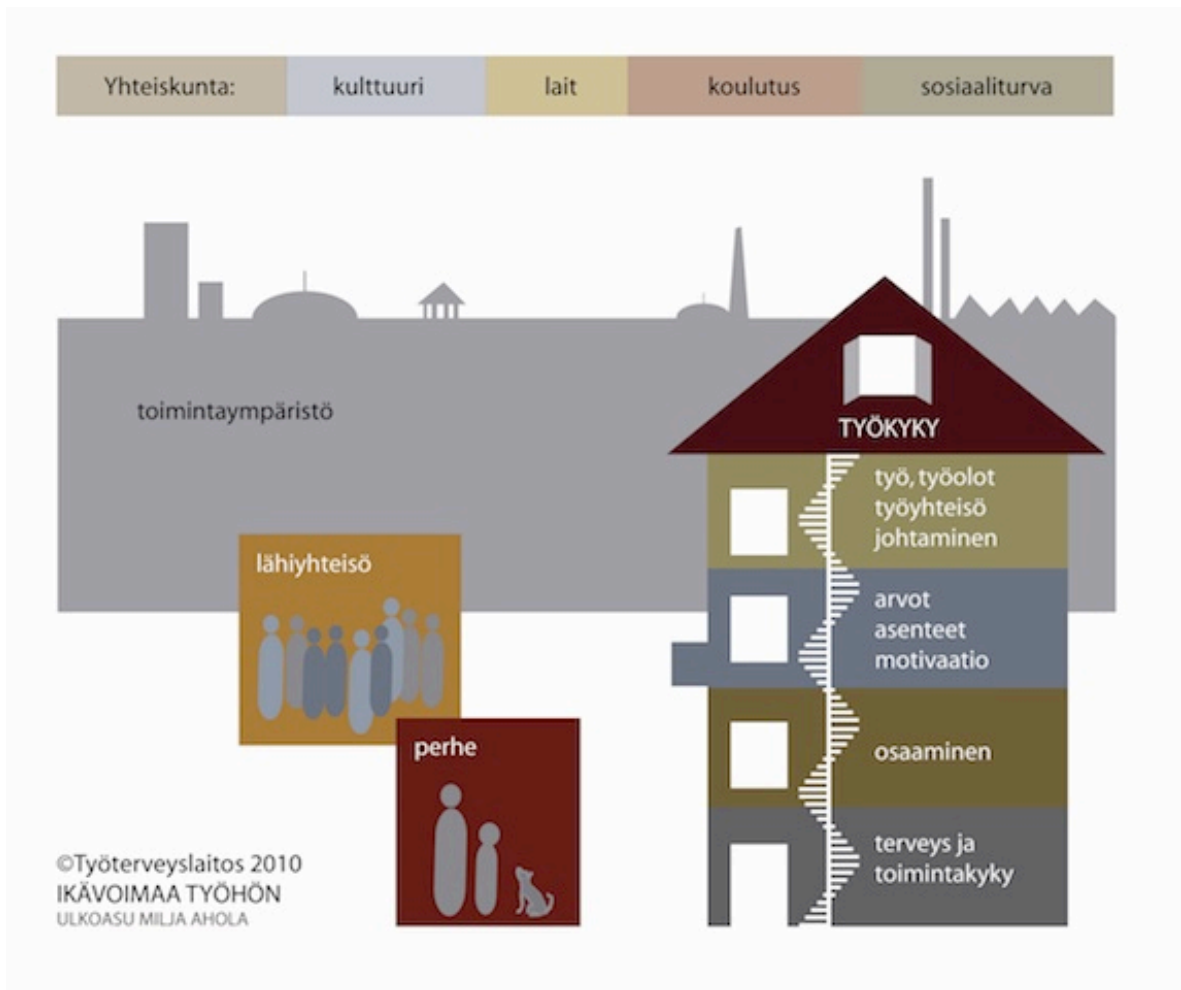 Yhteiskunta: kulttuuri lait koulutus sosiaaliturva
toimintaympäristö
TYÖKYKY
työ, työolot
työyhteisö
johtaminen
arvot
asenteet
motivaatio
osaaminen
terveys ja
toimintakyky
lähiyhteisö
perhe
©Työterveyslaitos 2010
IKÄVOIMAA TYÖHÖN
ULKOASU MILJA AHOLA